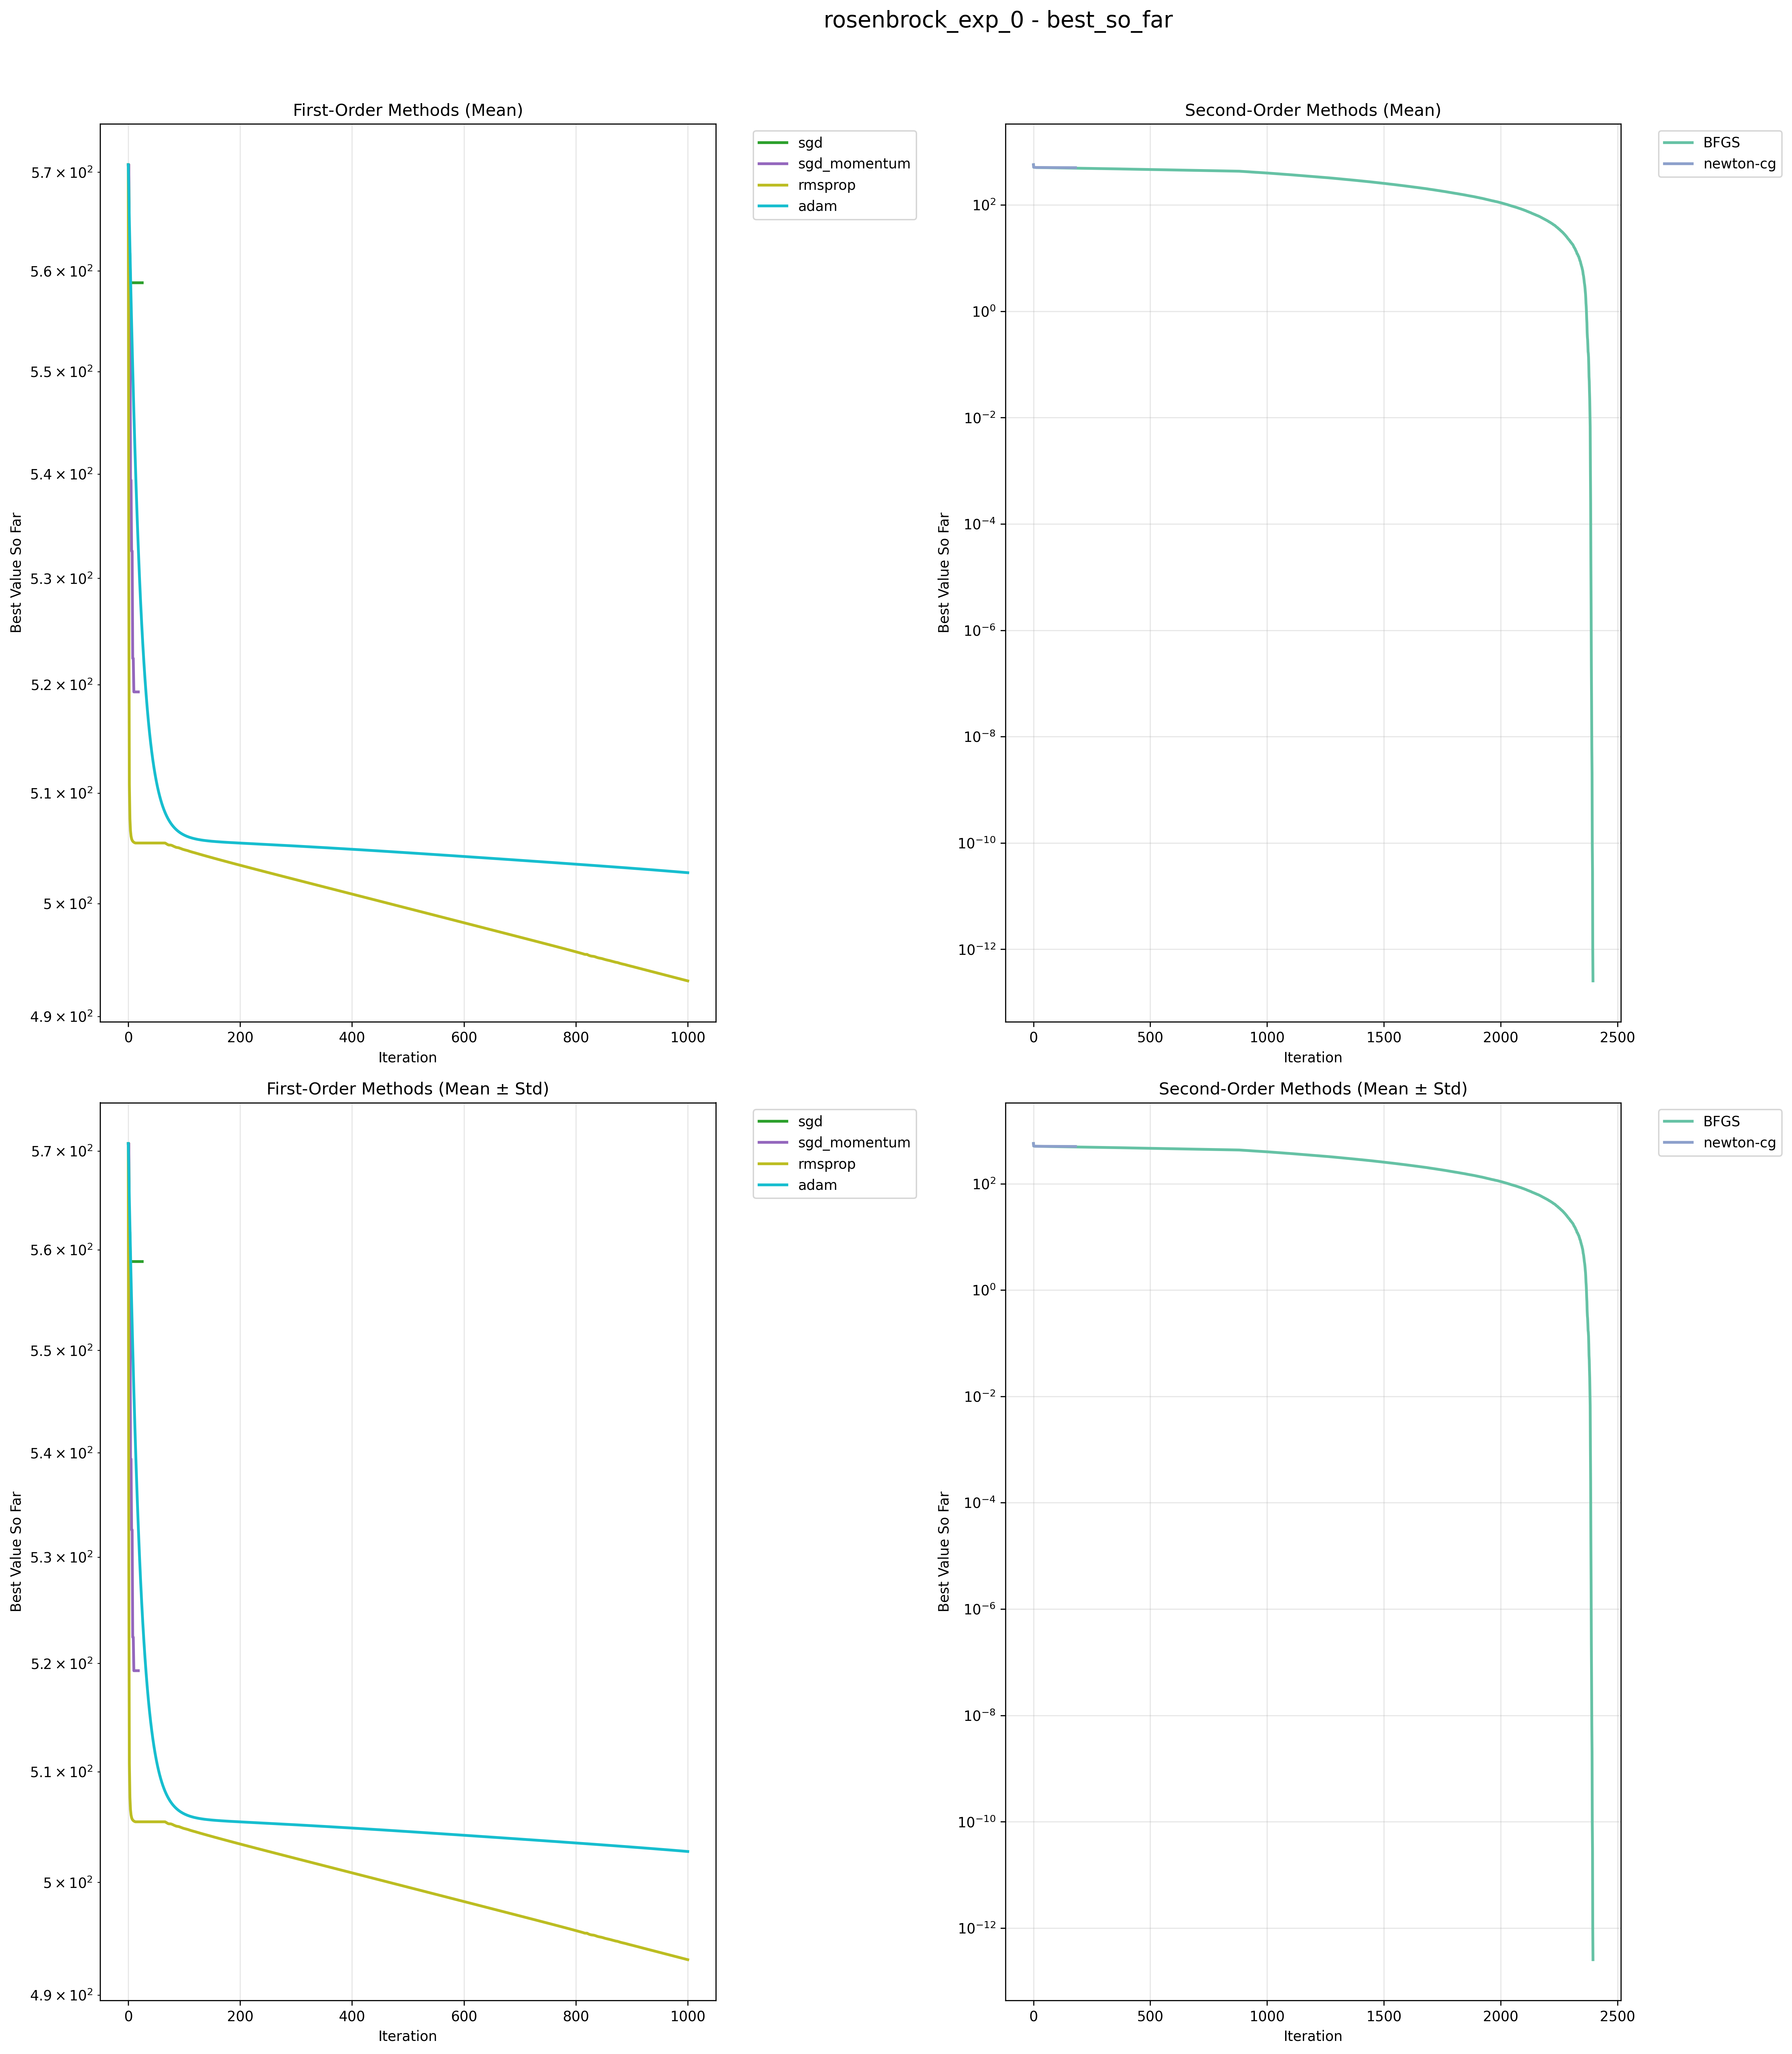 rosenbrock_exp_0 - best_so_far
First-Order Methods (Mean)
5.7 × 10²
5.6 × 10²
5.5 × 10²
5.4 × 10²
5.3 × 10²
5.2 × 10²
5.1 × 10²
5 × 10²
4.9 × 10²
Best Value So Far
0 200 400 600 800 1000
Iteration
sgd
sgd_momentum
rmsprop
adam
Second-Order Methods (Mean)
10²
10⁰
10⁻²
10⁻⁴
10⁻⁶
10⁻⁸
10⁻¹⁰
10⁻¹²
Best Value So Far
0 500 1000 1500 2000 2500
Iteration
BFGS
newton-cg
First-Order Methods (Mean ± Std)
5.7 × 10²
5.6 × 10²
5.5 × 10²
5.4 × 10²
5.3 × 10²
5.2 × 10²
5.1 × 10²
5 × 10²
4.9 × 10²
Best Value So Far
0 200 400 600 800 1000
Iteration
sgd
sgd_momentum
rmsprop
adam
Second-Order Methods (Mean ± Std)
10²
10⁰
10⁻²
10⁻⁴
10⁻⁶
10⁻⁸
10⁻¹⁰
10⁻¹²
Best Value So Far
0 500 1000 1500 2000 2500
Iteration
BFGS
newton-cg